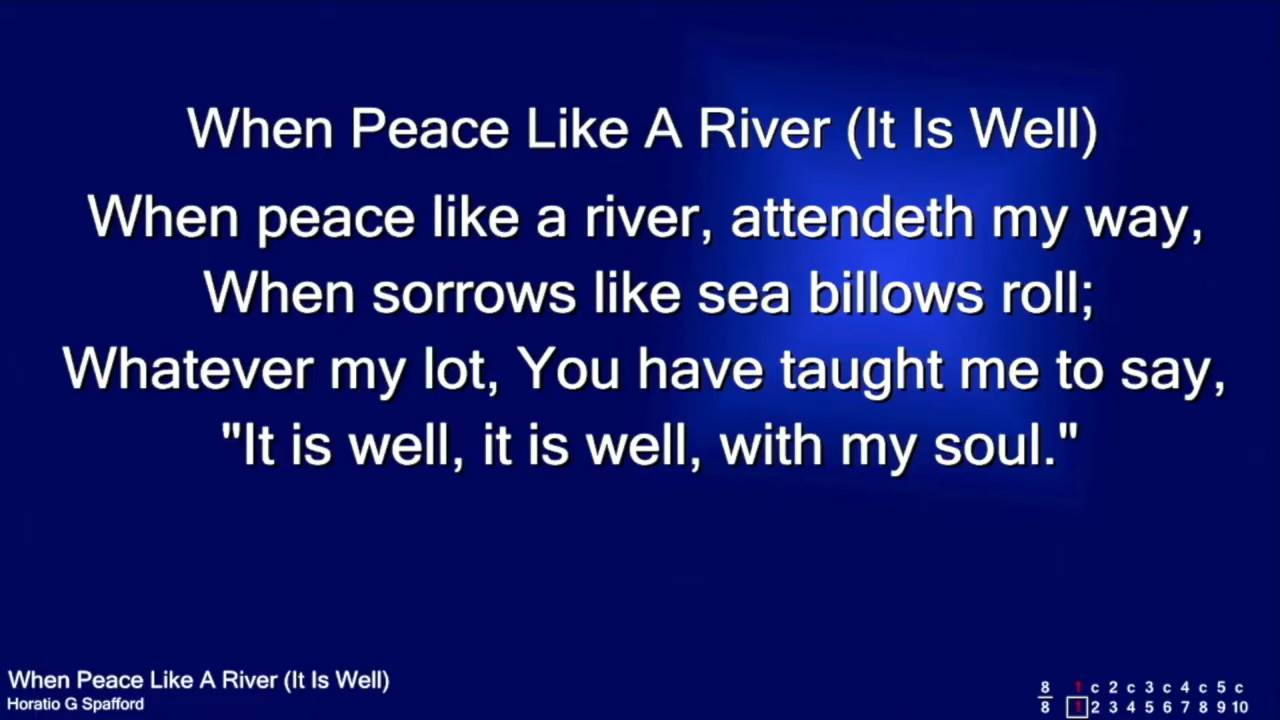 When Peace Like A River (It Is Well)
When peace like a river, attendeth my way,
When sorrows like sea billows roll;
Whatever my lot, You have taught me to say,
"It is well, it is well, with my soul."
When Peace Like A River (It Is Well)
Horatio G Spafford
8 1 c 2 c 3 c 4 c 5 c
8 1 2 3 4 5 6 7 8 9 10